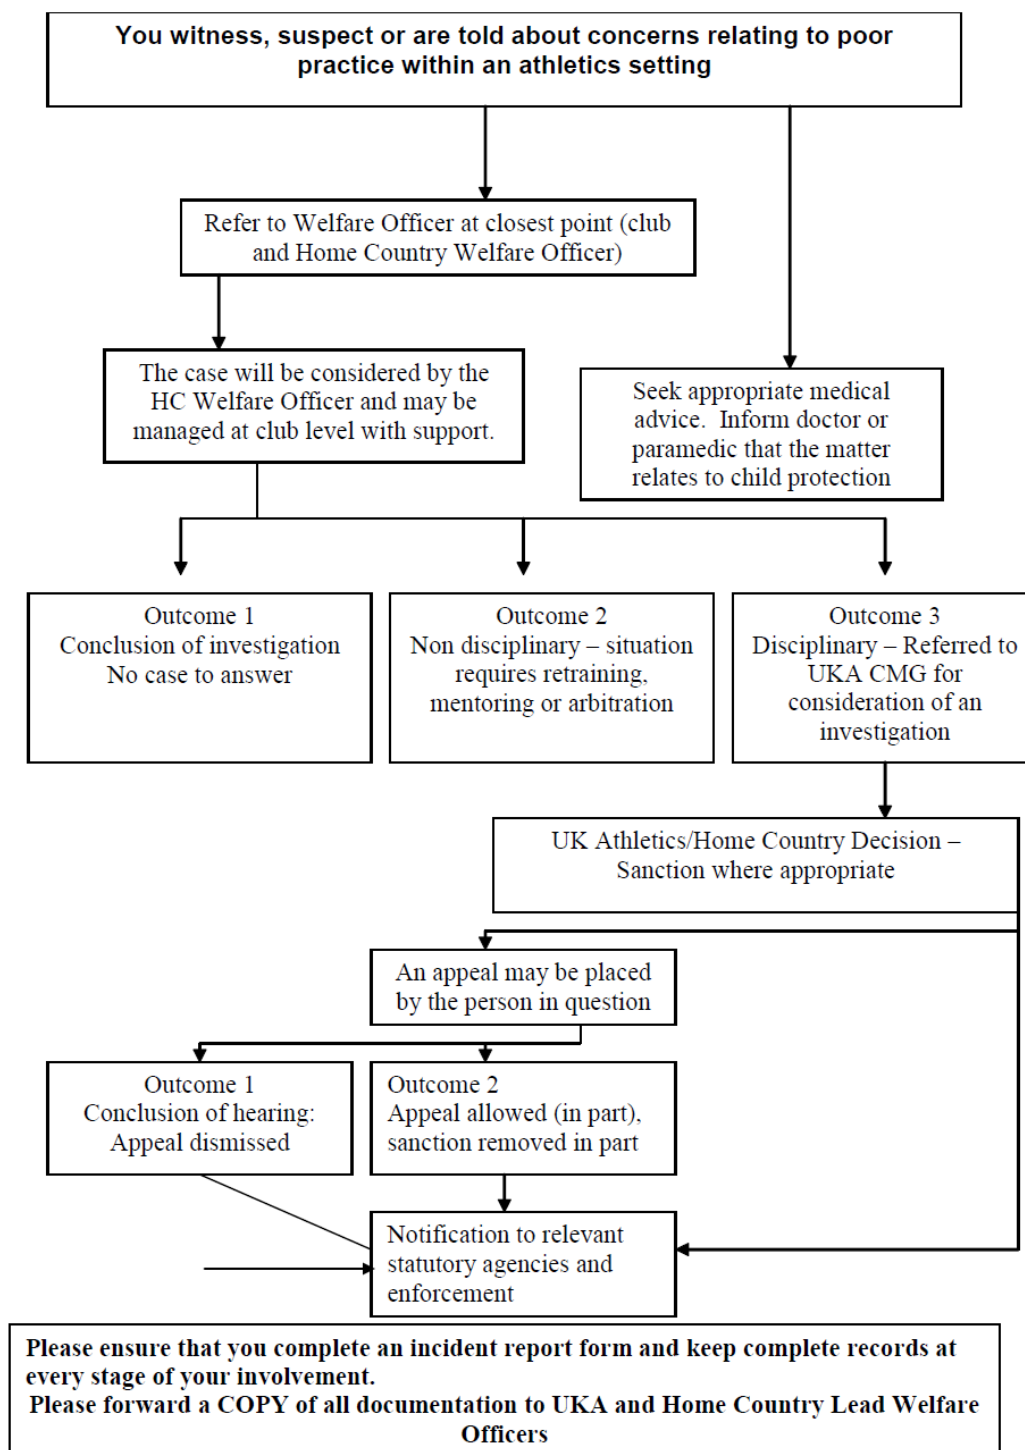 You witness, suspect or are told about concerns relating to poor
practice within an athletics setting
Refer to Welfare Officer at closest point (club
and Home Country Welfare Officer)
The case will be considered by the
HC Welfare Officer and may be
managed at club level with support.
Seek appropriate medical
advice.  Inform doctor or
paramedic that the matter
relates to child protection
Outcome 1
Conclusion of investigation
No case to answer
Outcome 2
Non disciplinary – situation
requires retraining,
mentoring or arbitration
Outcome 3
Disciplinary – Referred to
UKA CMG for
consideration of an
investigation
UK Athletics/Home Country Decision –
Sanction where appropriate
An appeal may be placed
by the person in question
Outcome 1
Conclusion of hearing:
Appeal dismissed
Outcome 2
Appeal allowed (in part),
sanction removed in part
Notification to relevant
statutory agencies and
enforcement
Please ensure that you complete an incident report form and keep complete records at
every stage of your involvement.
Please forward a COPY of all documentation to UKA and Home Country Lead Welfare
Officers